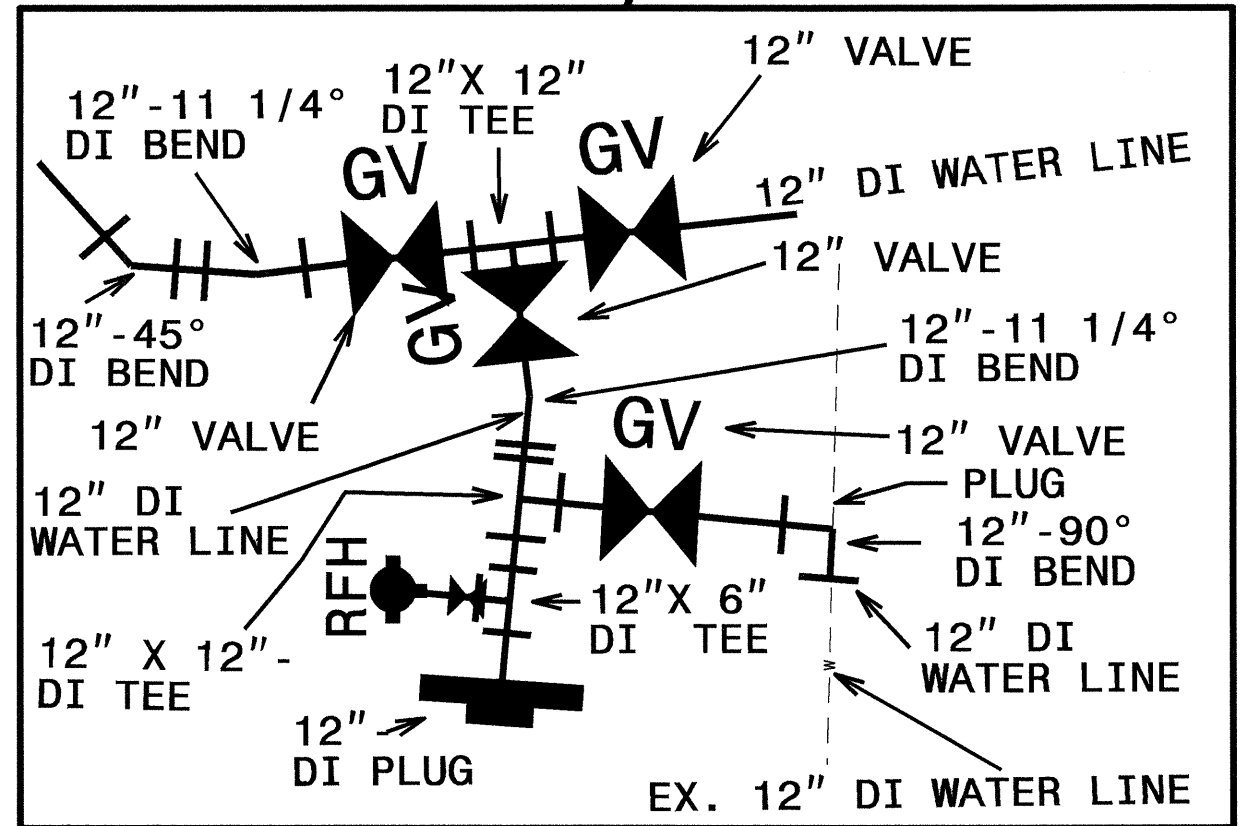 12" VALVE
12"X 12"
DI TEE
12"-11 1/4°
DI BEND
GV
GV
12" DI WATER LINE
12" VALVE
GV
12"-45°
DI BEND
12"-11 1/4°
DI BEND
12" VALVE
GV
12" VALVE
PLUG
12" DI
WATER LINE
12"-90°
DI BEND
RFH
12"X 6"
DI TEE
12" X 12"-
DI TEE
12" DI
WATER LINE
W
12"-
DI PLUG
EX. 12" DI WATER LINE